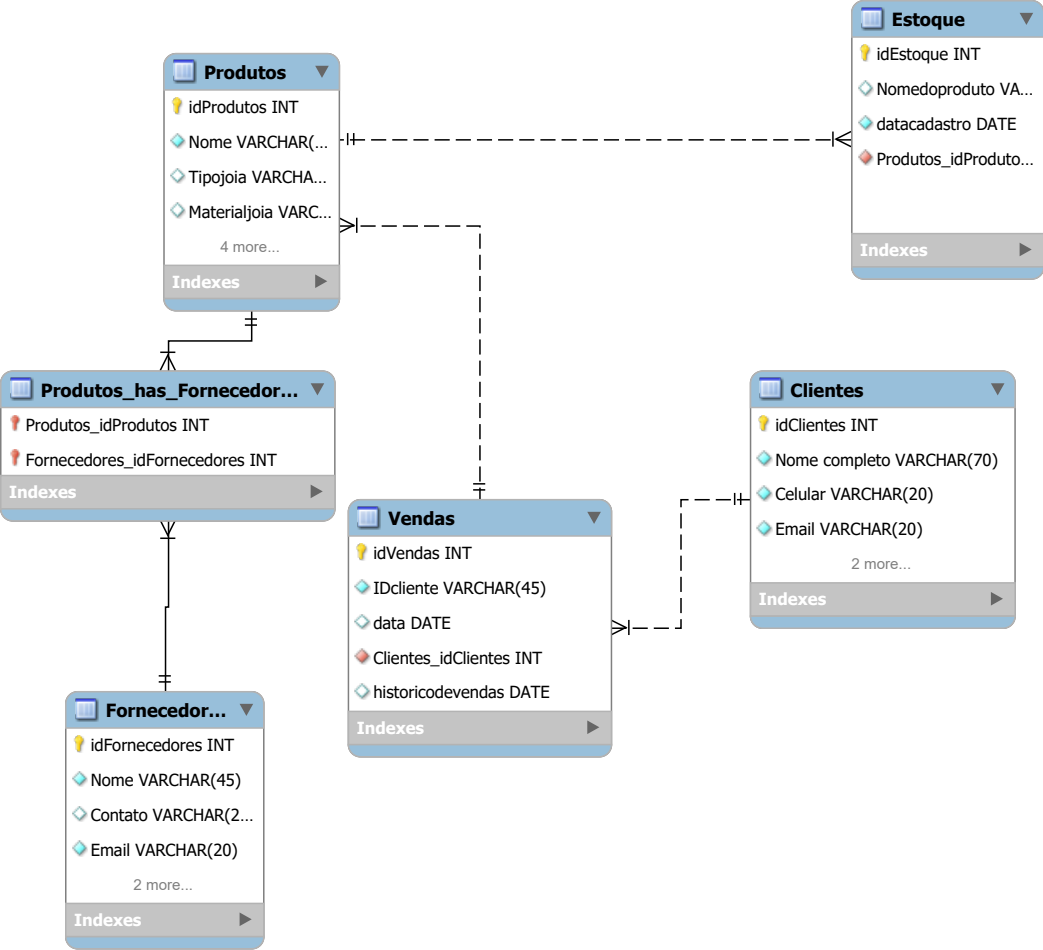 Estoque
idEstoque INT
Nomedoproduto VA...
datacadastro DATE
Produtos_idProduto...
Indexes
Produtos
idProdutos INT
Nome VARCHAR(...
Tipojoia VARCHA...
Materialjoia VARC...
4 more...
Indexes
Produtos_has_Fornecedor...
Produtos_idProdutos INT
Fornecedores_idFornecedores INT
Indexes
Clientes
idClientes INT
Nome completo VARCHAR(70)
Celular VARCHAR(20)
Email VARCHAR(20)
2 more...
Indexes
Vendas
idVendas INT
IDcliente VARCHAR(45)
data DATE
Clientes_idClientes INT
historicodevendas DATE
Indexes
Fornecedor...
idFornecedores INT
Nome VARCHAR(45)
Contato VARCHAR(2...
Email VARCHAR(20)
2 more...
Indexes